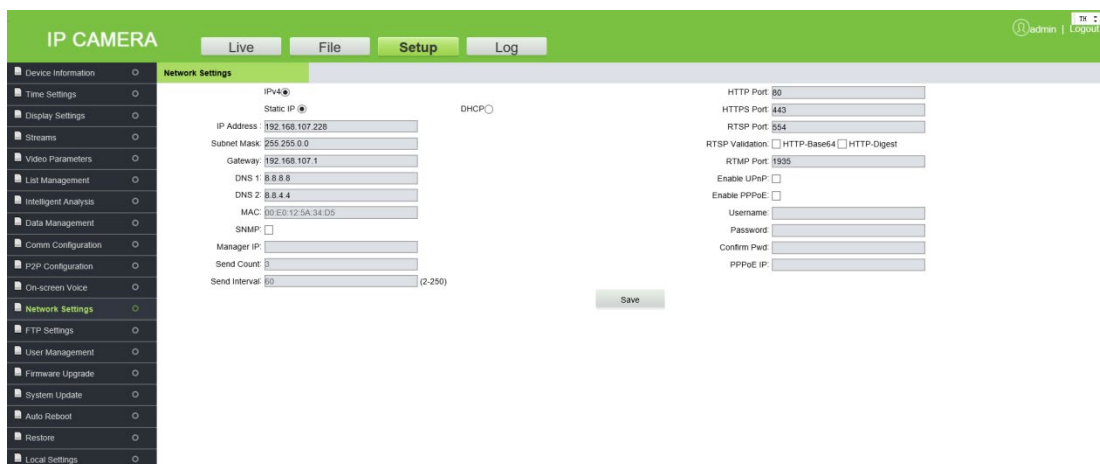 IP CAMERA
Live
File
Setup
Log
TH
admin | Logout
Device Information
Time Settings
Display Settings
Streams
Video Parameters
List Management
Intelligent Analysis
Data Management
Comm Configuration
P2P Configuration
On-screen Voice
Network Settings
FTP Settings
User Management
Firmware Upgrade
System Update
Auto Reboot
Restore
Local Settings
Network Settings
IPv4
Static IP DHCP
IP Address : 192.168.107.228
Subnet Mask: 255.255.0.0
Gateway: 192.168.107.1
DNS 1: 8.8.8.8
DNS 2: 8.8.4.4
MAC: 00:E0:12:5A:34:D5
SNMP:
Manager IP:
Send Count: 3
Send Interval: 60 (2-250)
HTTP Port: 80
HTTPS Port: 443
RTSP Port: 554
RTSP Validation: HTTP-Base64 HTTP-Digest
RTMP Port: 1935
Enable UPnP:
Enable PPPoE:
Username:
Password:
Confirm Pwd:
PPPoE IP:
Save